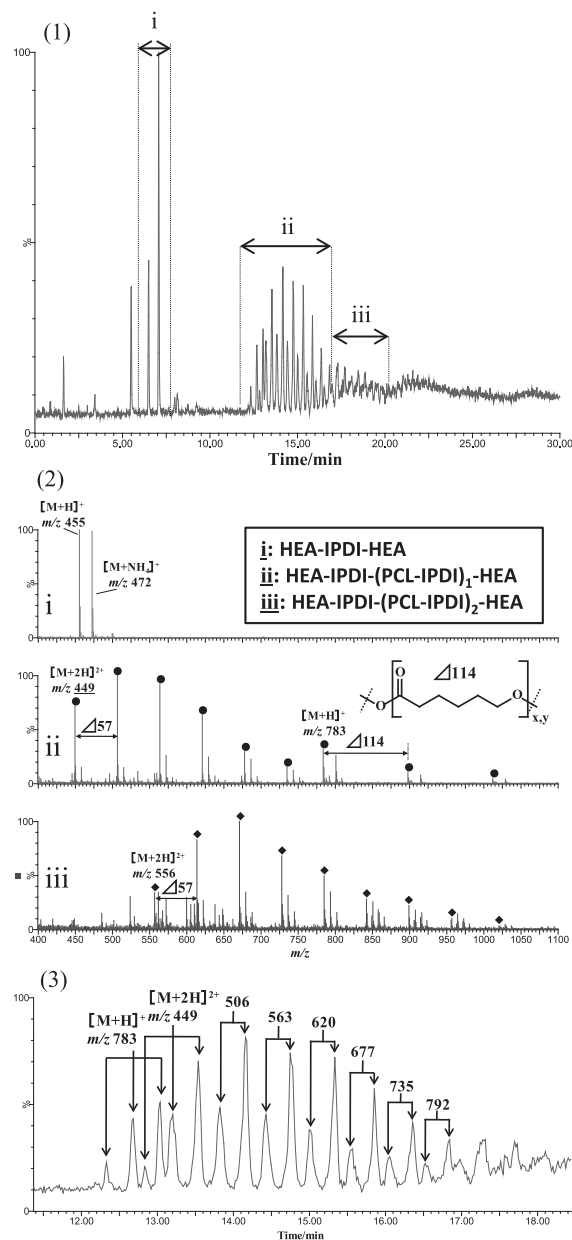 (1)
i
100
ii
iii
%
0
0.00 5.00 10.00 15.00 20.00 25.00 30.00
Time/min
(2)
[M+H]+
m/z 455
100
[M+NH4]+
m/z 472
%
i
0
i: HEA-IPDI-HEA
ii: HEA-IPDI-(PCL-IPDI)1-HEA
iii: HEA-IPDI-(PCL-IPDI)2-HEA
[M+2H]2+
m/z 449
100
⊿57
%
ii
0
O
⊿114
O
O
x,y
[M+H]+
m/z 783
⊿114
100
[M+2H]2+
m/z 556
⊿57
%
iii
0
400 450 500 550 600 650 700 750 800 850 900 950 1000 1050 1100
m/z
(3)
100
[M+H]+
m/z 783
[M+2H]2+
m/z 449
506
563
620
677
735
792
%
0
12.00 13.00 14.00 15.00 16.00 17.00 18.00
Time/min